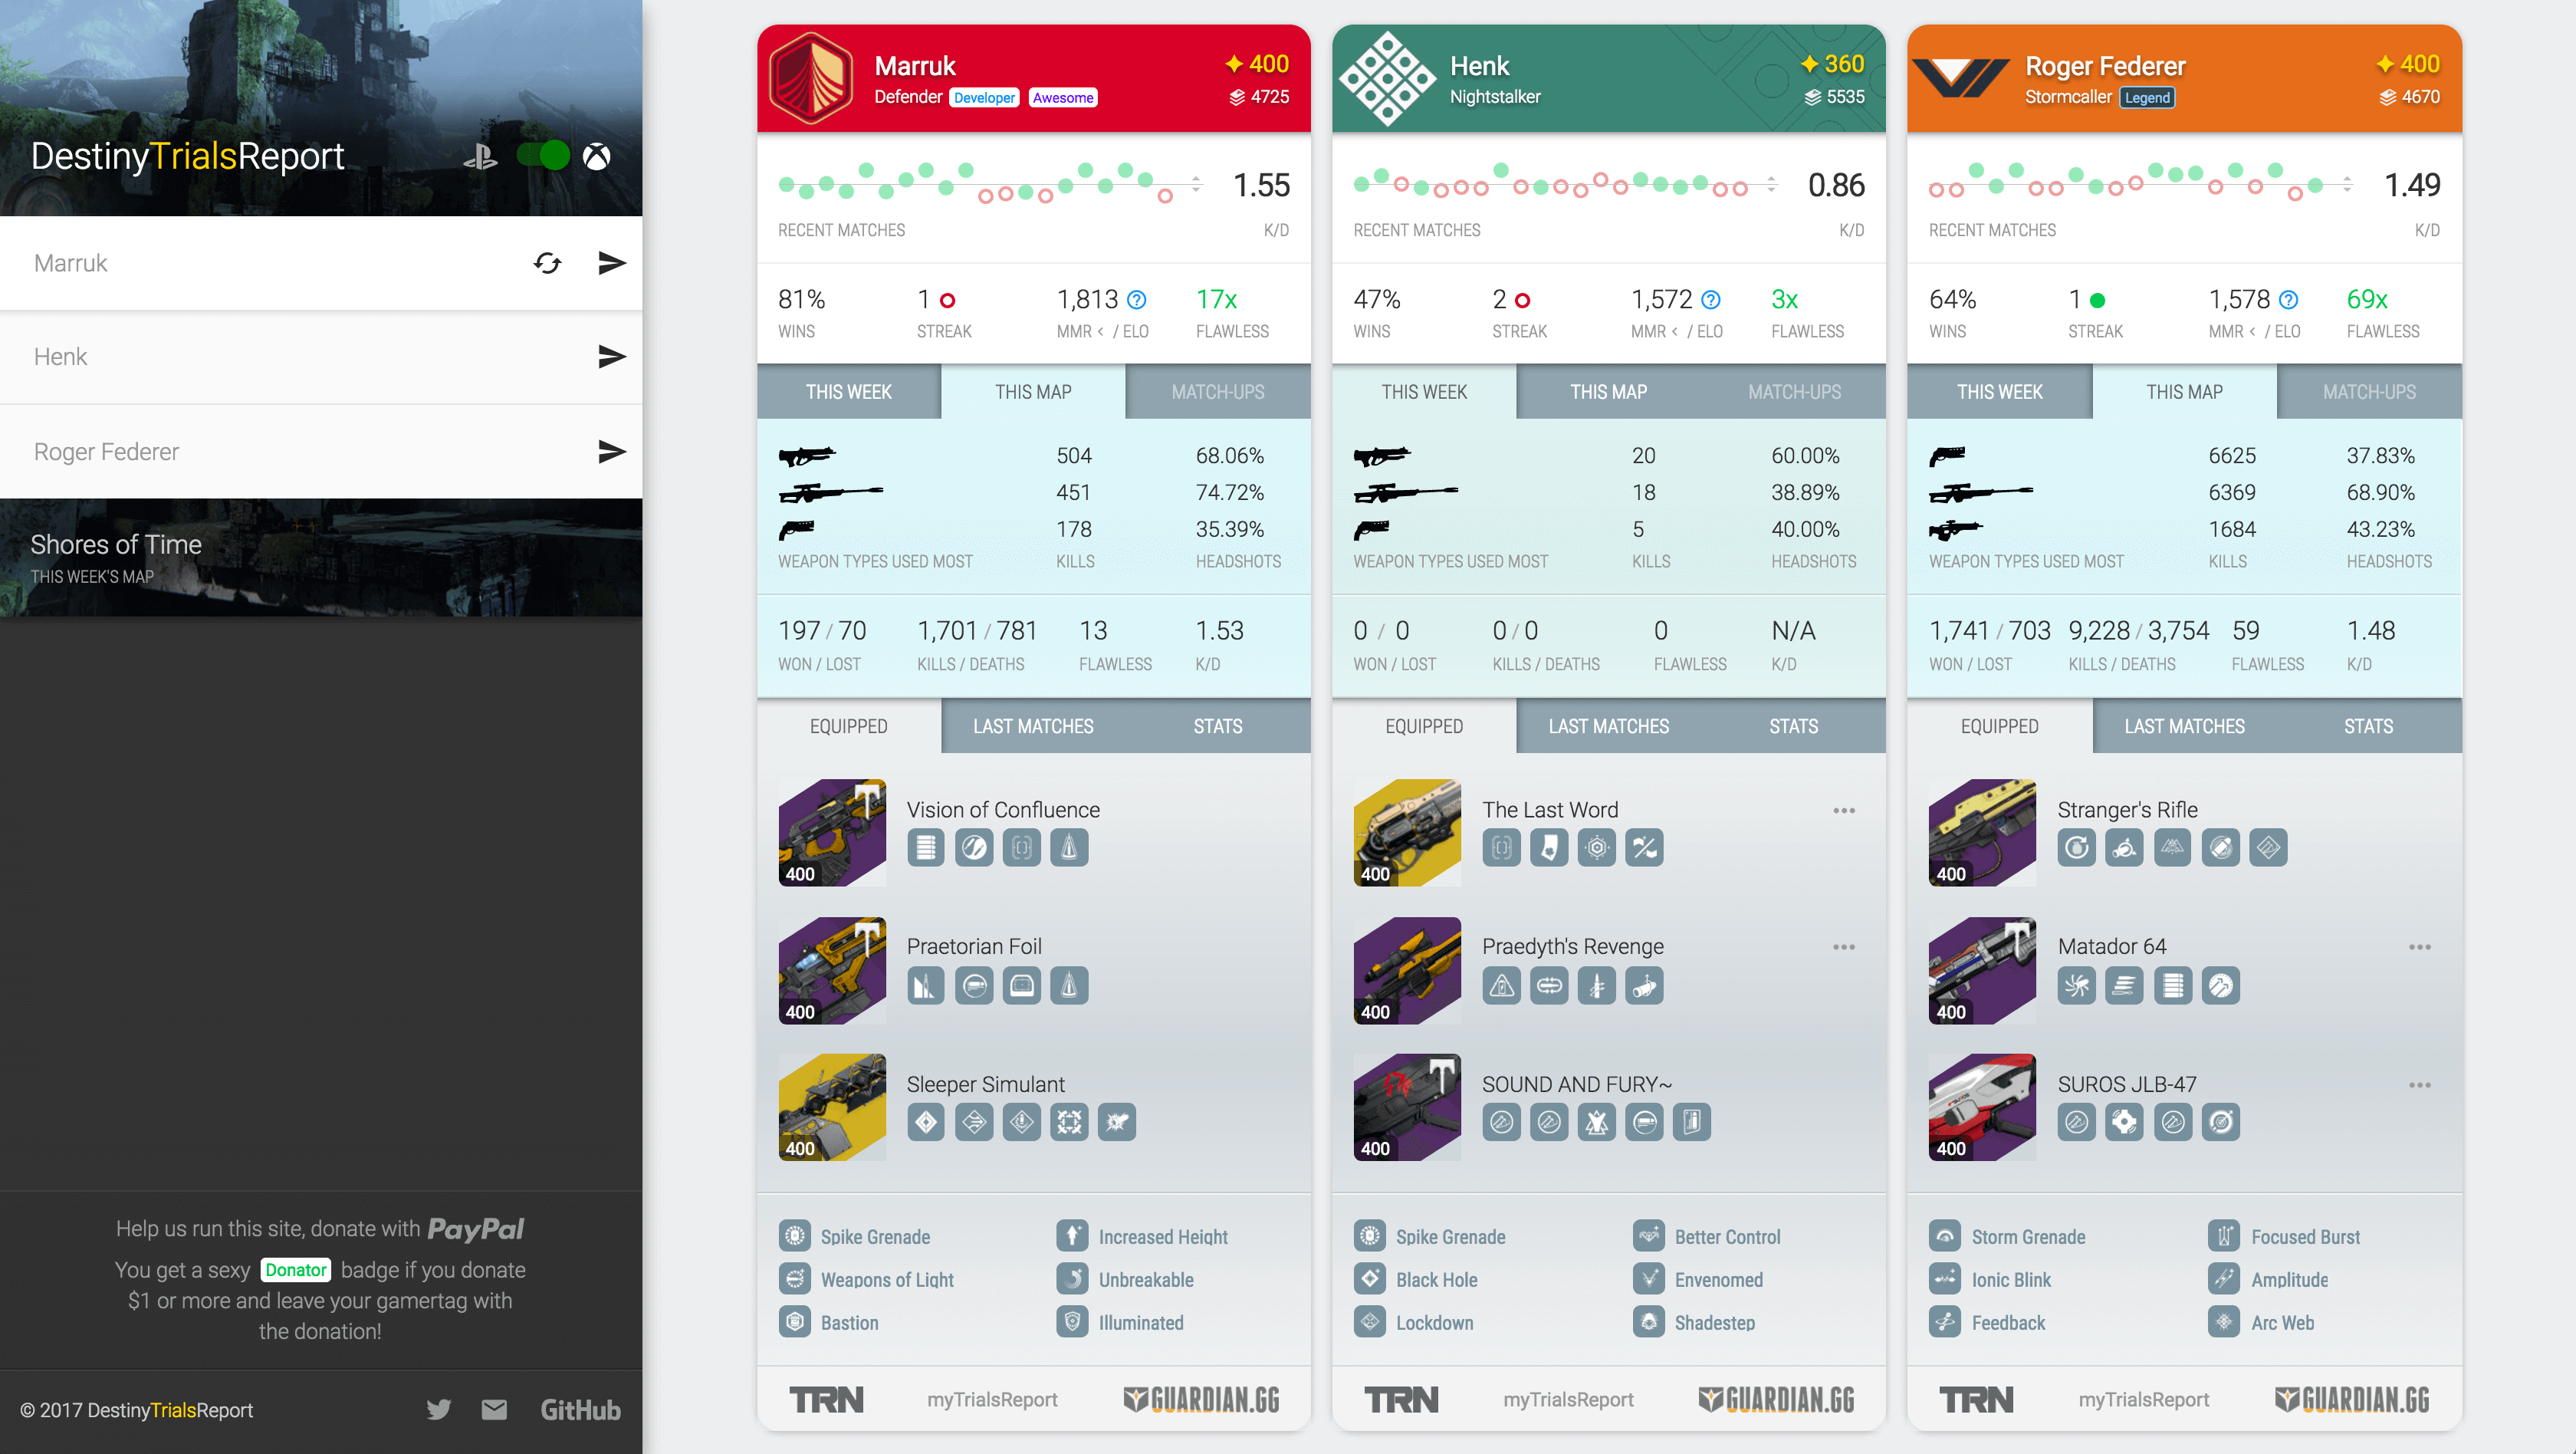 DestinyTrialsReport
Marruk
Henk
Roger Federer
Shores of Time
THIS WEEK'S MAP
Help us run this site, donate with PayPal
You get a sexy Donator badge if you donate
$1 or more and leave your gamertag with
the donation!
© 2017 DestinyTrialsReport GitHub
Marruk 400
Defender Developer Awesome 4725
1.55
RECENT MATCHES K/D
81% 1 1,813 ? 17x
WINS STREAK MMR < / ELO FLAWLESS
THIS WEEK THIS MAP MATCH-UPS
504 68.06%
451 74.72%
178 35.39%
WEAPON TYPES USED MOST KILLS HEADSHOTS
197 / 70 1,701 / 781 13 1.53
WON / LOST KILLS / DEATHS FLAWLESS K/D
EQUIPPED LAST MATCHES STATS
Vision of Confluence
400
Praetorian Foil
400
Sleeper Simulant
400
Spike Grenade Increased Height
Weapons of Light Unbreakable
Bastion Illuminated
TRN myTrialsReport GUARDIAN.GG
Henk 360
Nightstalker 5535
0.86
RECENT MATCHES K/D
47% 2 1,572 ? 3x
WINS STREAK MMR < / ELO FLAWLESS
THIS WEEK THIS MAP MATCH-UPS
20 60.00%
18 38.89%
5 40.00%
WEAPON TYPES USED MOST KILLS HEADSHOTS
0 / 0 0 / 0 0 N/A
WON / LOST KILLS / DEATHS FLAWLESS K/D
EQUIPPED LAST MATCHES STATS
The Last Word
400
Praedyth's Revenge
400
SOUND AND FURY~
400
Spike Grenade Better Control
Black Hole Envenomed
Lockdown Shadestep
TRN myTrialsReport GUARDIAN.GG
Roger Federer 400
Stormcaller Legend 4670
1.49
RECENT MATCHES K/D
64% 1 1,578 ? 69x
WINS STREAK MMR < / ELO FLAWLESS
THIS WEEK THIS MAP MATCH-UPS
6625 37.83%
6369 68.90%
1684 43.23%
WEAPON TYPES USED MOST KILLS HEADSHOTS
1,741 / 703 9,228 / 3,754 59 1.48
WON / LOST KILLS / DEATHS FLAWLESS K/D
EQUIPPED LAST MATCHES STATS
Stranger's Rifle
400
Matador 64
400
SUROS JLB-47
400
Storm Grenade Focused Burst
Ionic Blink Amplitude
Feedback Arc Web
TRN myTrialsReport GUARDIAN.GG